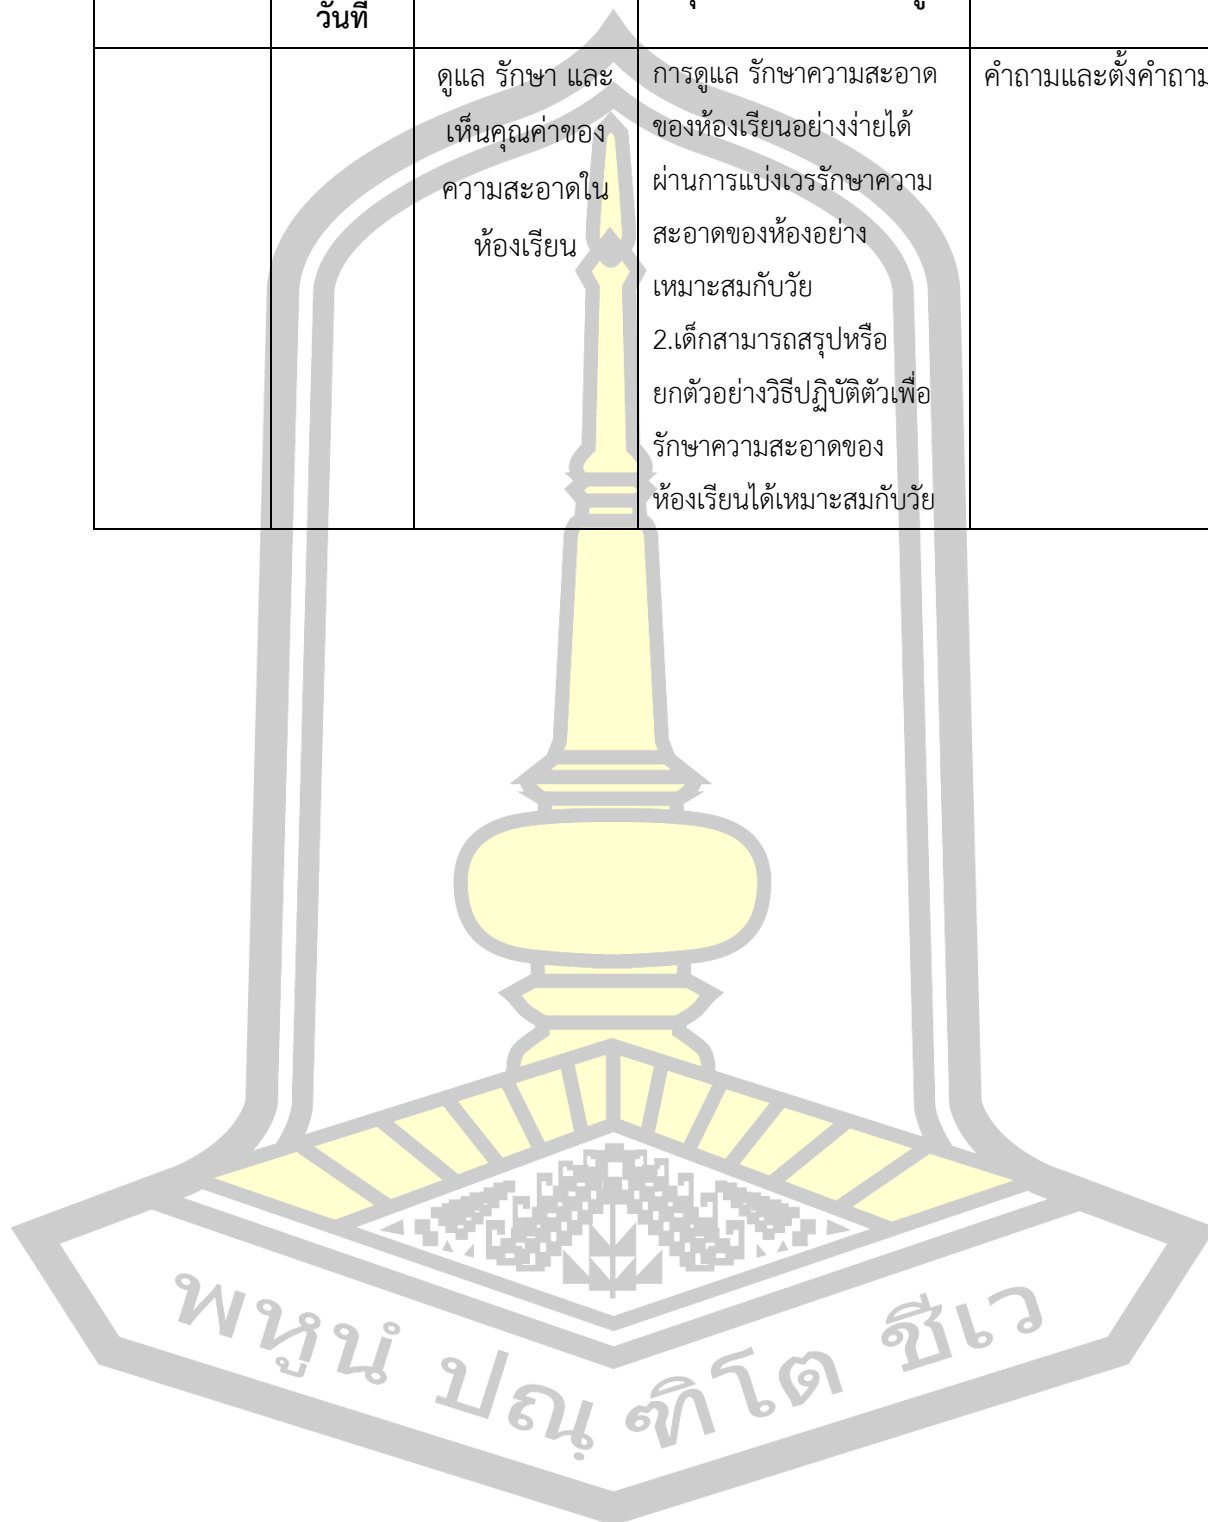 วันที่
ดูแล รักษา และ
เห็นคุณค่าของ
ความสะอาดใน
ห้องเรียน
การดูแล รักษาความสะอาด
ของห้องเรียนอย่างง่ายได้
ผ่านการแบ่งเวรรักษาความ
สะอาดของห้องอย่าง
เหมาะสมกับวัย
2.เด็กสามารถสรุปหรือ
ยกตัวอย่างวิธีปฏิบัติตัวเพื่อ
รักษาความสะอาดของ
ห้องเรียนได้เหมาะสมกับวัย
คำถามและตั้งคำถาม
พหูนํ ปณฺฑิโต ชีเว